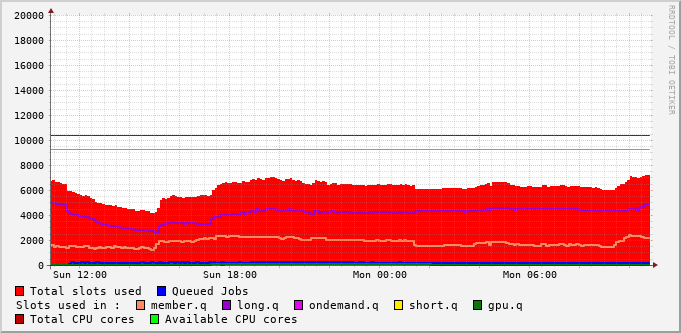 20000
18000
16000
14000
12000
10000
8000
6000
4000
2000
0
Sun 12:00 Sun 18:00 Mon 00:00 Mon 06:00
Total slots used Queued Jobs
Slots used in : member.q long.q ondemand.q short.q gpu.q
Total CPU cores Available CPU cores
RRDTOOL / TOBI OETIKER